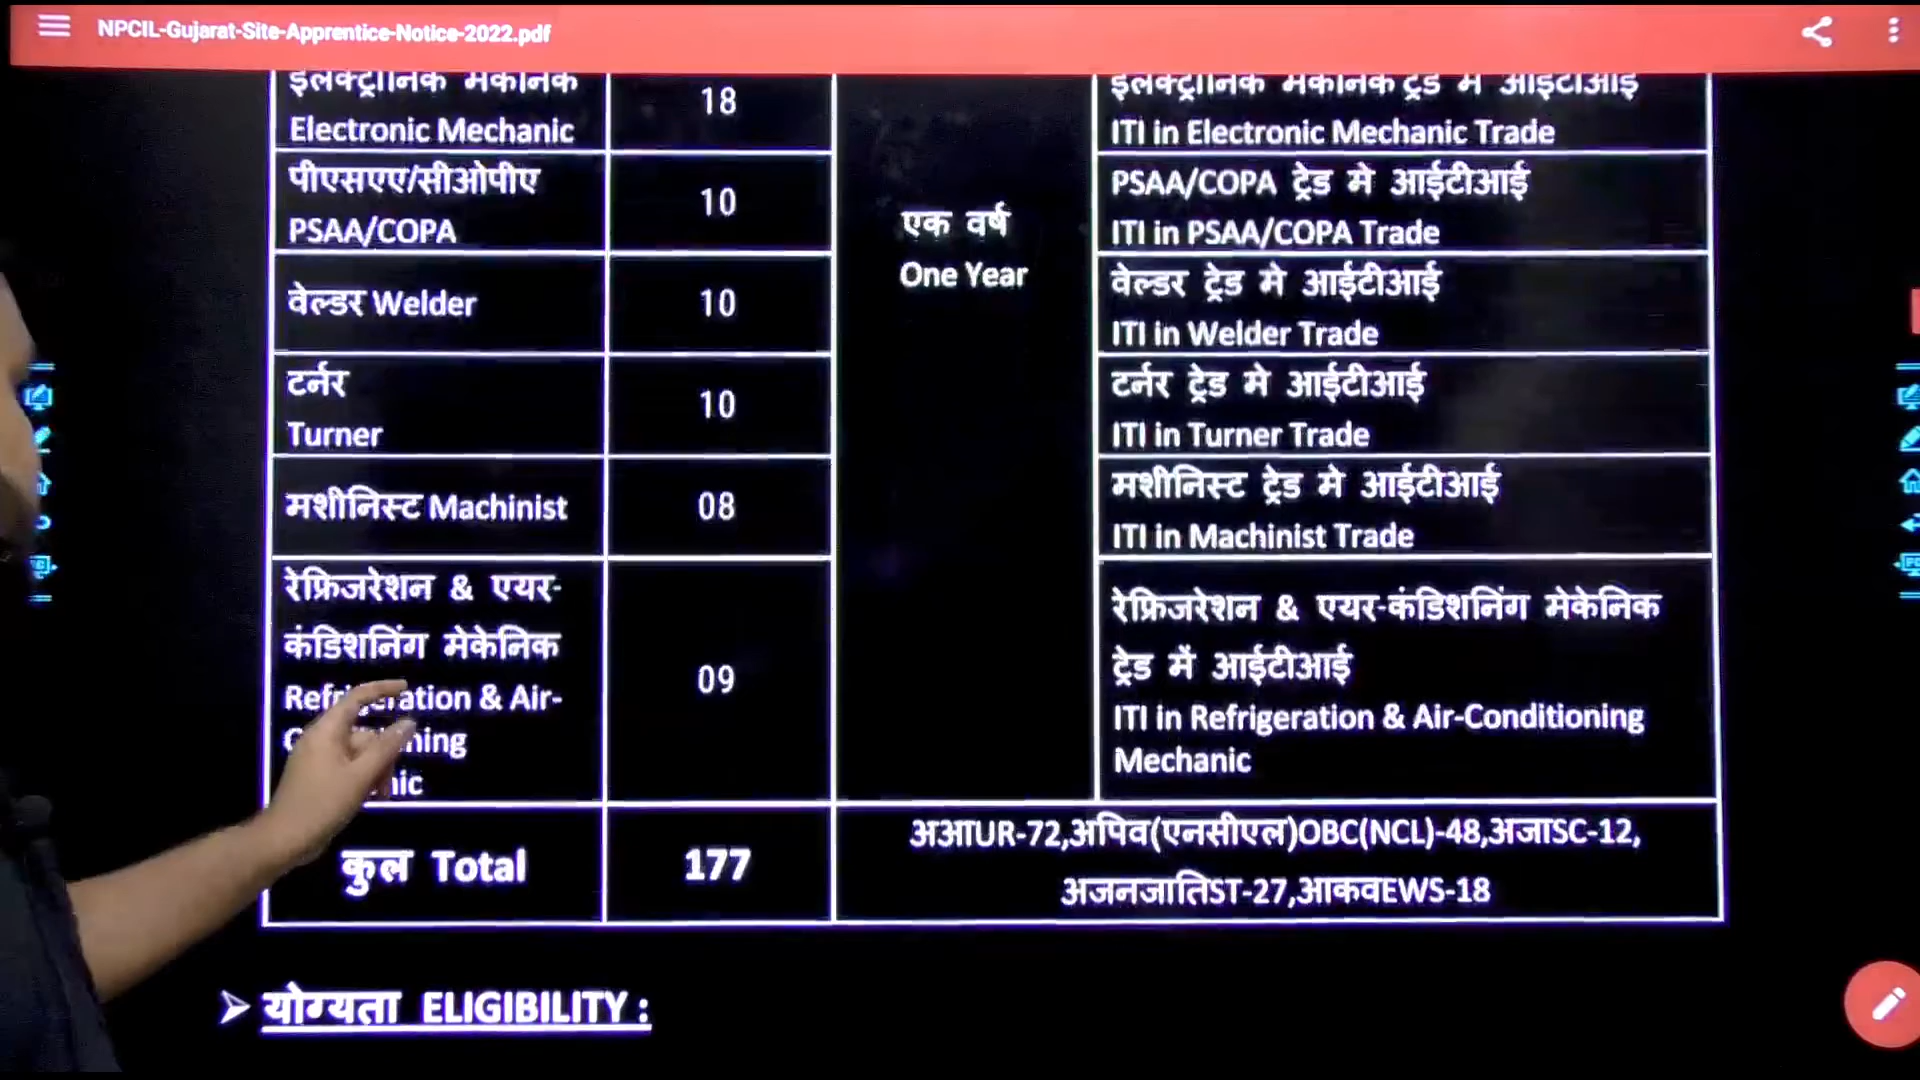 NPCIL-Gujarat-Site-Apprentice-Notice-2022.pdf
इलेक्ट्रॉनिक मेकेनिक
Electronic Mechanic
18
इलेक्ट्रॉनिक मेकेनिक ट्रेड मे आईटीआई
ITI in Electronic Mechanic Trade
पीएसएए/सीओपीए
PSAA/COPA
10
एक वर्ष
One Year
PSAA/COPA ट्रेड मे आईटीआई
ITI in PSAA/COPA Trade
वेल्डर Welder
10
वेल्डर ट्रेड मे आईटीआई
ITI in Welder Trade
टर्नर
Turner
10
टर्नर ट्रेड मे आईटीआई
ITI in Turner Trade
मशीनिस्ट Machinist
08
मशीनिस्ट ट्रेड मे आईटीआई
ITI in Machinist Trade
रेफ्रिजरेशन & एयर-
कंडिशनिंग मेकेनिक
& Air-
09
रेफ्रिजरेशन & एयर-कंडिशनिंग मेकेनिक
ट्रेड में आईटीआई
ITI in Refrigeration & Air-Conditioning
Mechanic
कुल Total
177
अआUR-72,अपिव(एनसीएल)OBC(NCL)-48,अजाSC-12,
अजनजातिST-27,आकवEWS-18
➢ योग्यता ELIGIBILITY :